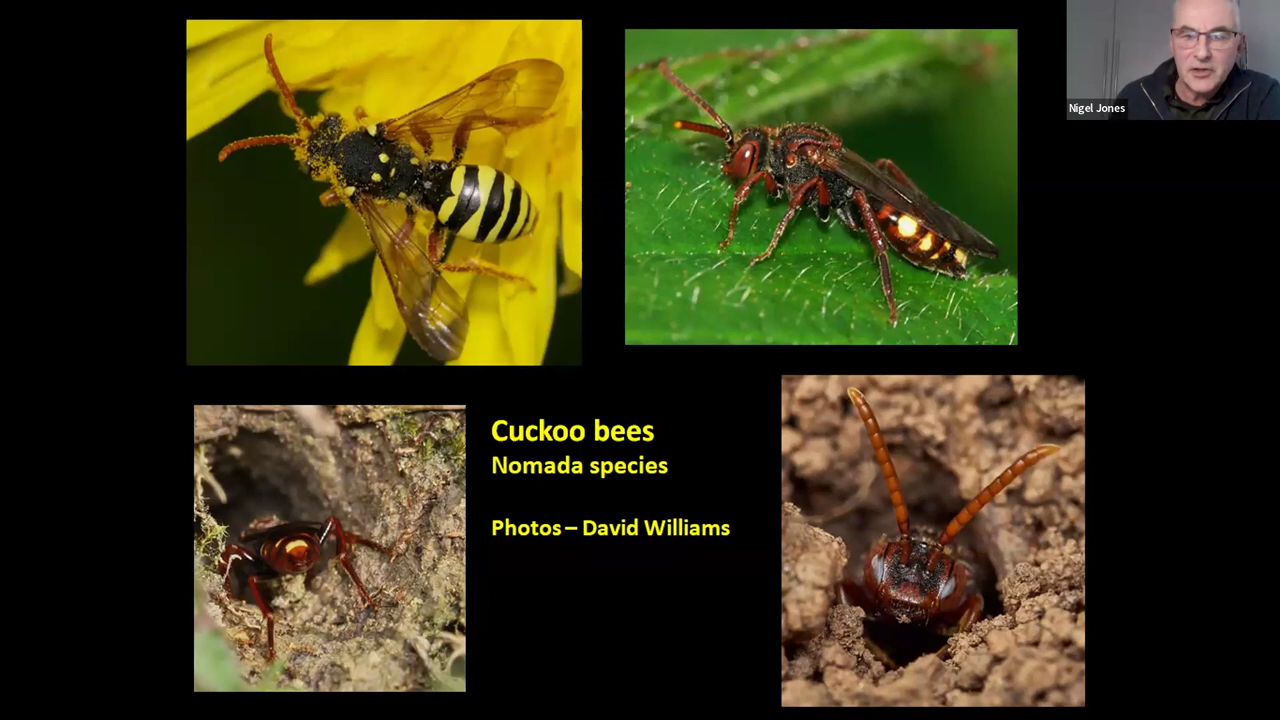 Nigel Jones
Cuckoo bees
Nomada species
Photos – David Williams